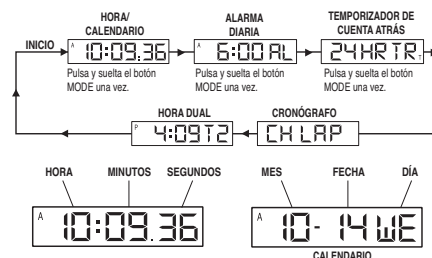 HORA/ CALENDARIO
ALARMA DIARIA
TEMPORIZADOR DE CUENTA ATRÁS
INICIO
A 10:09.36
A 6:00 AL
24HR TR T
Pulsa y suelta el botón MODE una vez.
Pulsa y suelta el botón MODE una vez.
Pulsa y suelta el botón MODE una vez.
HORA DUAL
CRONÓGRAFO
P 4:09T2
CH LAP
HORA MINUTOS SEGUNDOS
A 10:09.36
MES FECHA DÍA
A 10-14WE
CALENDARIO